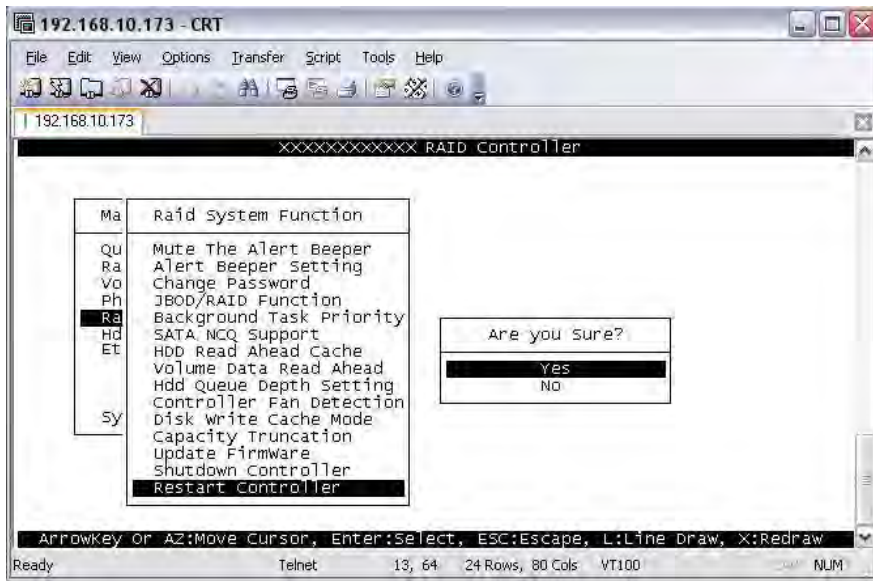 192.168.10.173 - CRT
File Edit View Options Transfer Script Tools Help
192.168.10.173
XXXXXXXXXXXX RAID Controller
Ma
Qu
Ra
Vo
Ph
Ra
Hd
Et
Sy
Raid System Function
Mute The Alert Beeper
Alert Beeper Setting
Change Password
JBOD/RAID Function
Background Task Priority
SATA NCQ Support
HDD Read Ahead Cache
Volume Data Read Ahead
Hdd Queue Depth Setting
Controller Fan Detection
Disk Write Cache Mode
Capacity Truncation
Update FirmWare
Shutdown Controller
Restart Controller
Are you Sure?
Yes
No
ArrowKey Or AZ:Move Cursor, Enter:Select, ESC:Escape, L:Line Draw, X:Redraw
Ready Telnet 13, 64 24 Rows, 80 Cols VT100 NUM